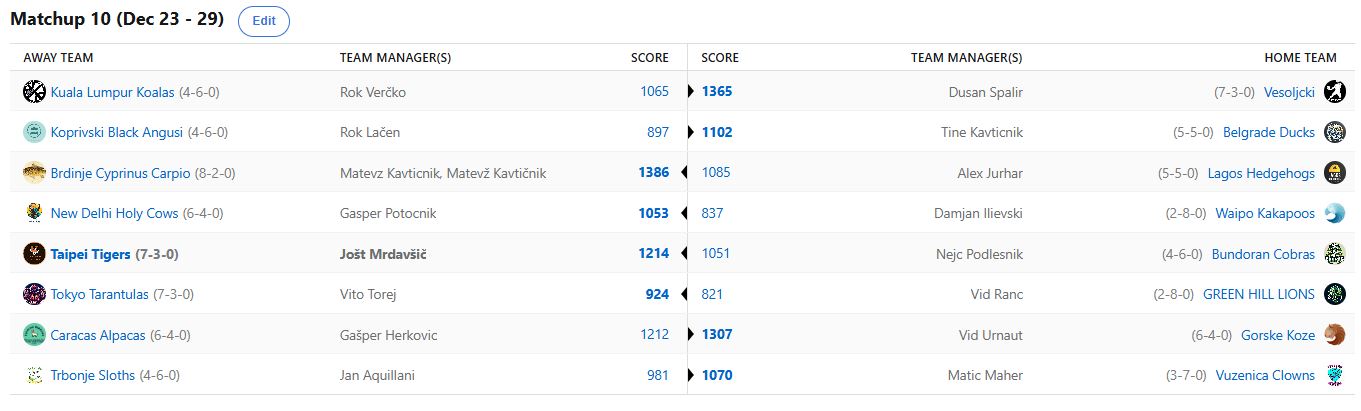 Matchup 10 (Dec 23 - 29) Edit
AWAY TEAM TEAM MANAGER(S) SCORE SCORE TEAM MANAGER(S) HOME TEAM
Kuala Lumpur Koalas (4-6-0) Rok Verčko 1065 1365 Dusan Spalir (7-3-0) Vesoljcki
Koprivski Black Angusi (4-6-0) Rok Lačen 897 1102 Tine Kavticnik (5-5-0) Belgrade Ducks
Brdinje Cyprinus Carpio (8-2-0) Matevz Kavticnik, Matevž Kavtičnik 1386 1085 Alex Jurhar (5-5-0) Lagos Hedgehogs
New Delhi Holy Cows (6-4-0) Gasper Potocnik 1053 837 Damjan Ilievski (2-8-0) Waipo Kakapoos
Taipei Tigers (7-3-0) Jošt Mrdavšič 1214 1051 Nejc Podlesnik (4-6-0) Bundoran Cobras
Tokyo Tarantulas (7-3-0) Vito Torej 924 821 Vid Ranc (2-8-0) GREEN HILL LIONS
Caracas Alpacas (6-4-0) Gašper Herkovic 1212 1307 Vid Urnaut (6-4-0) Gorske Koze
Trbonje Sloths (4-6-0) Jan Aquillani 981 1070 Matic Maher (3-7-0) Vuzenica Clowns